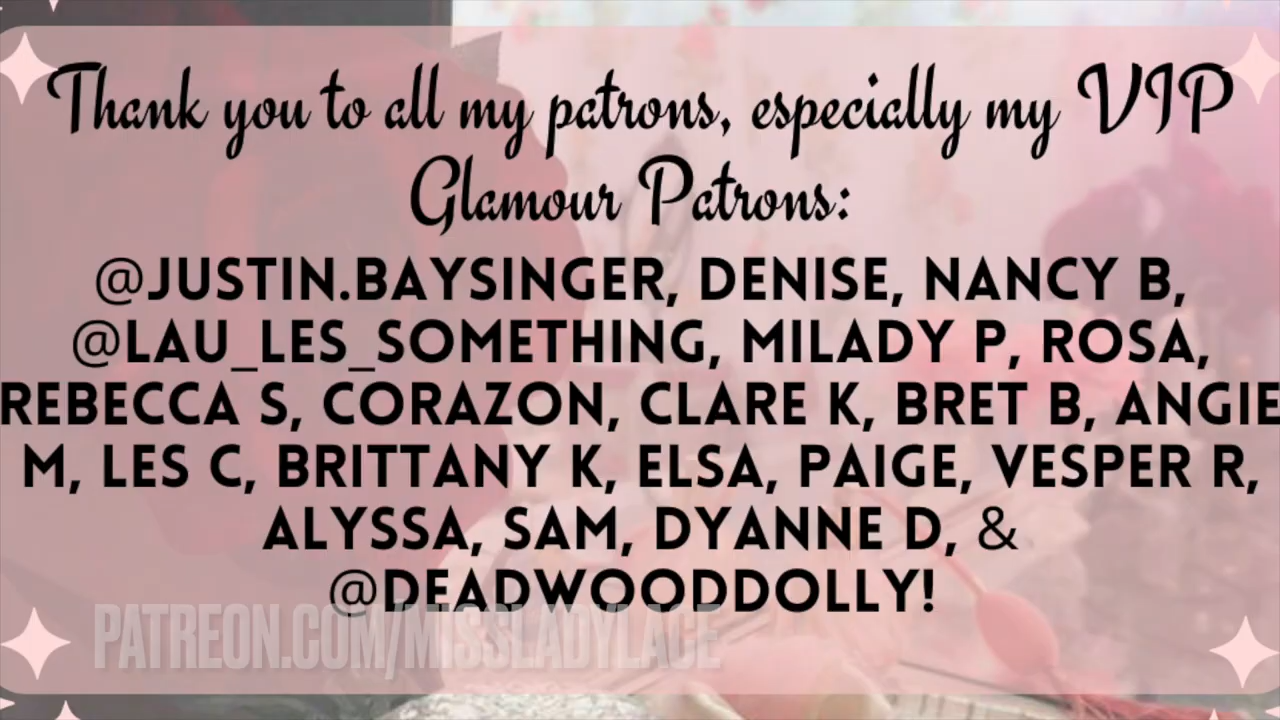 Thank you to all my patrons, especially my VIP
Glamour Patrons:
@JUSTIN.BAYSINGER, DENISE, NANCY B,
@LAU_LES_SOMETHING, MILADY P, ROSA,
REBECCA S, CORAZON, CLARE K, BRET B, ANGIE
M, LES C, BRITTANY K, ELSA, PAIGE, VESPER R,
ALYSSA, SAM, DYANNE D, &
@DEADWOODDOLLY!
PATREON.COM/MISSLADYLACE